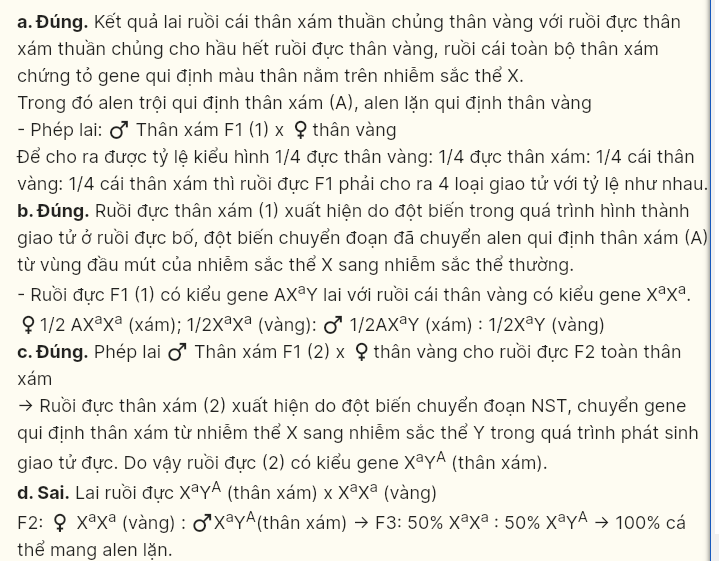 a. Đúng. Kết quả lai ruồi cái thân xám thuần chủng thân vàng với ruồi đực thân
xám thuần chủng cho hầu hết ruồi đực thân vàng, ruồi cái toàn bộ thân xám
chứng tỏ gene qui định màu thân nằm trên nhiễm sắc thể X.
Trong đó alen trội qui định thân xám (A), alen lặn qui định thân vàng
- Phép lai: ♂ Thân xám F1 (1) x ♀ thân vàng
Để cho ra được tỷ lệ kiểu hình 1/4 đực thân vàng: 1/4 đực thân xám: 1/4 cái thân
vàng: 1/4 cái thân xám thì ruồi đực F1 phải cho ra 4 loại giao tử với tỷ lệ như nhau.
b. Đúng. Ruồi đực thân xám (1) xuất hiện do đột biến trong quá trình hình thành
giao tử ở ruồi đực bố, đột biến chuyển đoạn đã chuyển alen qui định thân xám (A)
từ vùng đầu mút của nhiễm sắc thể X sang nhiễm sắc thể thường.
- Ruồi đực F1 (1) có kiểu gene AXᵃY lai với ruồi cái thân vàng có kiểu gene XᵃXᵃ.
♀ 1/2 AXᵃXᵃ (xám); 1/2XᵃXᵃ (vàng): ♂ 1/2AXᵃY (xám) : 1/2XᵃY (vàng)
c. Đúng. Phép lai ♂ Thân xám F1 (2) x ♀ thân vàng cho ruồi đực F2 toàn thân
xám
→ Ruồi đực thân xám (2) xuất hiện do đột biến chuyển đoạn NST, chuyển gene
qui định thân xám từ nhiễm thể X sang nhiễm sắc thể Y trong quá trình phát sinh
giao tử đực. Do vậy ruồi đực (2) có kiểu gene XᵃYᴬ (thân xám).
d. Sai. Lai ruồi đực XᵃYᴬ (thân xám) x XᵃXᵃ (vàng)
F2: ♀ XᵃXᵃ (vàng) : ♂XᵃYᴬ(thân xám) → F3: 50% XᵃXᵃ : 50% XᵃYᴬ → 100% cá
thể mang alen lặn.